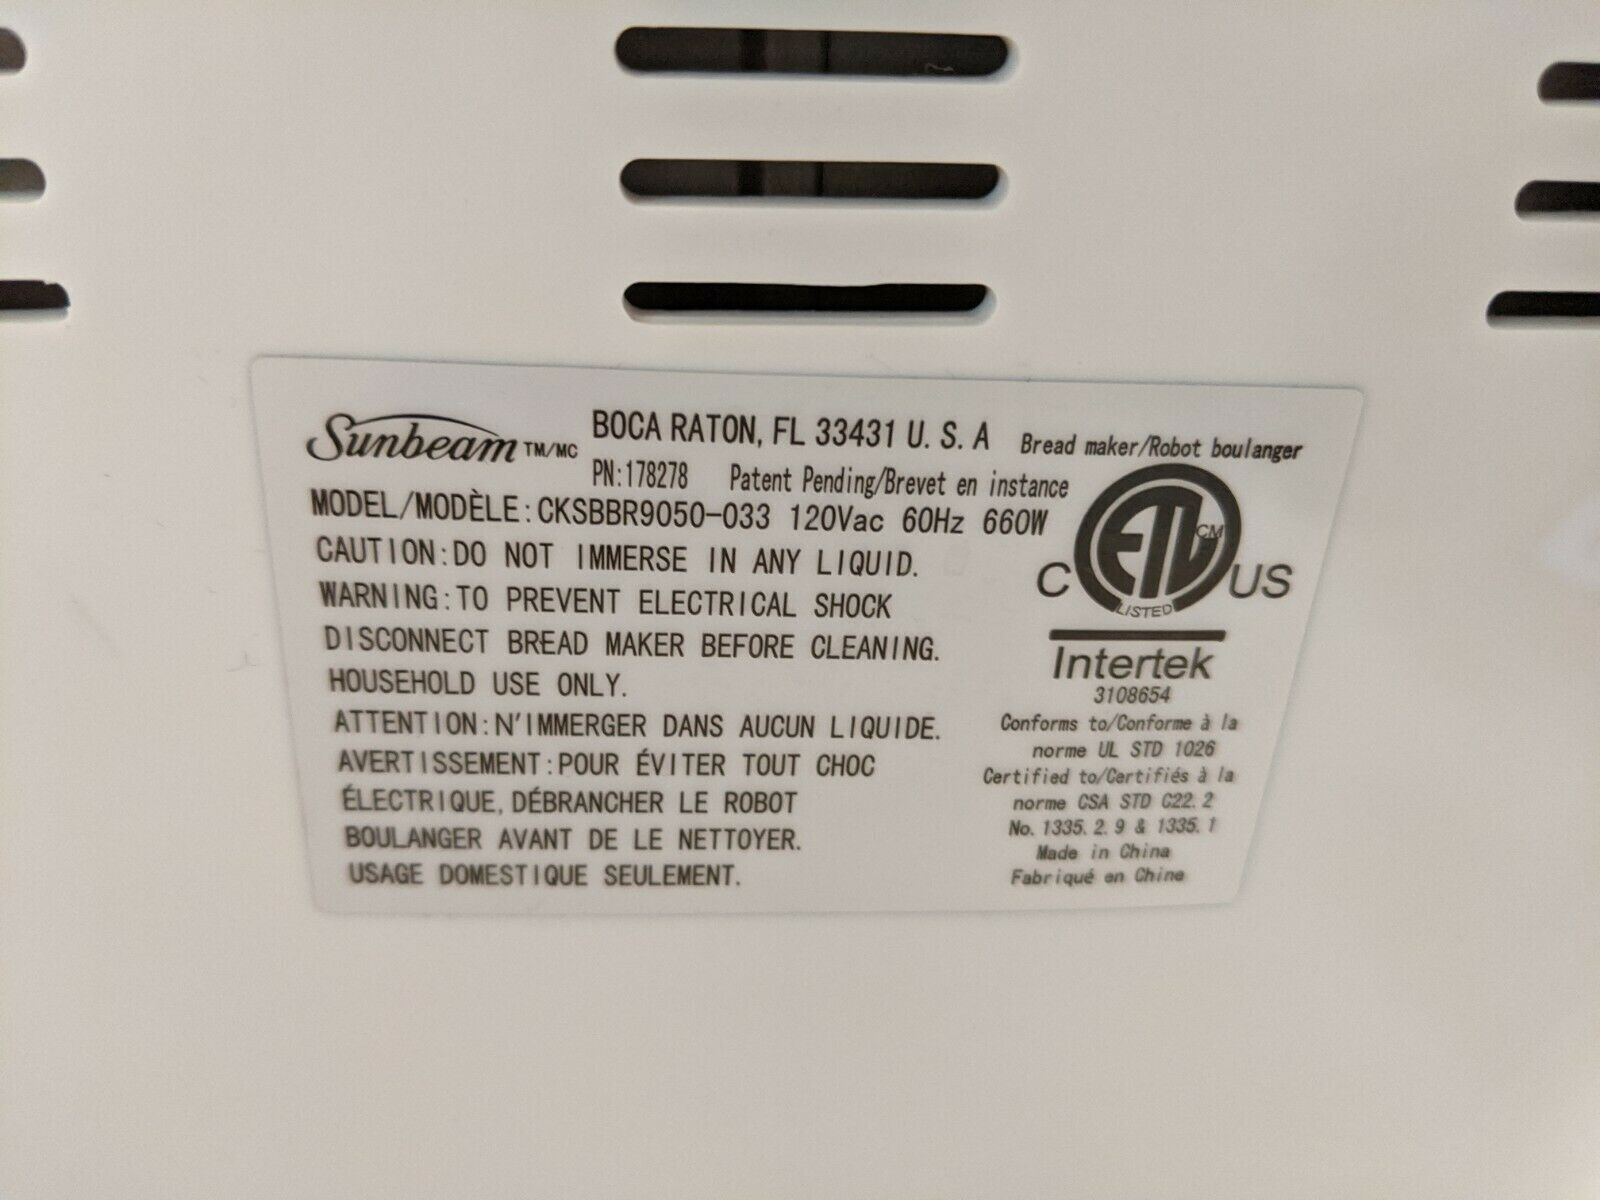 Sunbeam TM/MC
BOCA RATON, FL 33431 U. S. A
Bread maker/Robot boulanger
PN:178278 Patent Pending/Brevet en instance
MODEL/MODÈLE:CKSBBR9050-033 120Vac 60Hz 660W
CAUTION:DO NOT IMMERSE IN ANY LIQUID.
WARNING:TO PREVENT ELECTRICAL SHOCK
DISCONNECT BREAD MAKER BEFORE CLEANING.
HOUSEHOLD USE ONLY.
ATTENTION:N'IMMERGER DANS AUCUN LIQUIDE.
AVERTISSEMENT:POUR ÉVITER TOUT CHOC
ÉLECTRIQUE, DÉBRANCHER LE ROBOT
BOULANGER AVANT DE LE NETTOYER.
USAGE DOMESTIQUE SEULEMENT.
C ETL CM US
LISTED
Intertek
3108654
Conforms to/Conforme à la
norme UL STD 1026
Certified to/Certifiés à la
norme CSA STD C22. 2
No. 1335. 2. 9 & 1335. 1
Made in China
Fabriqué en Chine